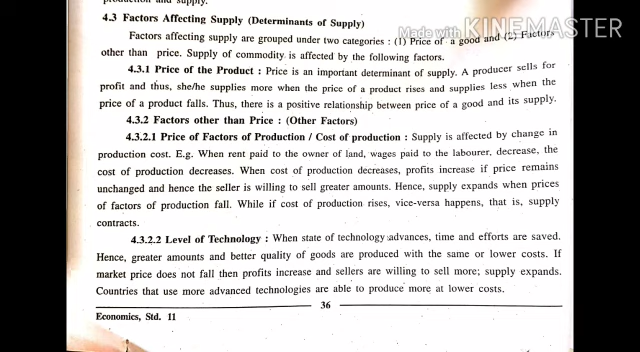 production and supply.
4.3 Factors Affecting Supply (Determinants of Supply)
Made with KINEMASTER
Factors affecting supply are grouped under two categories : (1) Price of a good and (2) Factors
other than price. Supply of commodity is affected by the following factors.
4.3.1 Price of the Product : Price is an important determinant of supply. A producer sells for
profit and thus, she/he supplies more when the price of a product rises and supplies less when the
price of a product falls. Thus, there is a positive relationship between price of a good and its supply.
4.3.2 Factors other than Price : (Other Factors)
4.3.2.1 Price of Factors of Production / Cost of production : Supply is affected by change in
production cost. E.g. When rent paid to the owner of land, wages paid to the labourer, decrease, the
cost of production decreases. When cost of production decreases, profits increase if price remains
unchanged and hence the seller is willing to sell greater amounts. Hence, supply expands when prices
of factors of production fall. While if cost of production rises, vice-versa happens, that is, supply
contracts.
4.3.2.2 Level of Technology : When state of technology advances, time and efforts are saved.
Hence, greater amounts and better quality of goods are produced with the same or lower costs. If
market price does not fall then profits increase and sellers are willing to sell more; supply expands.
Countries that use more advanced technologies are able to produce more at lower costs.
36
Economics, Std. 11